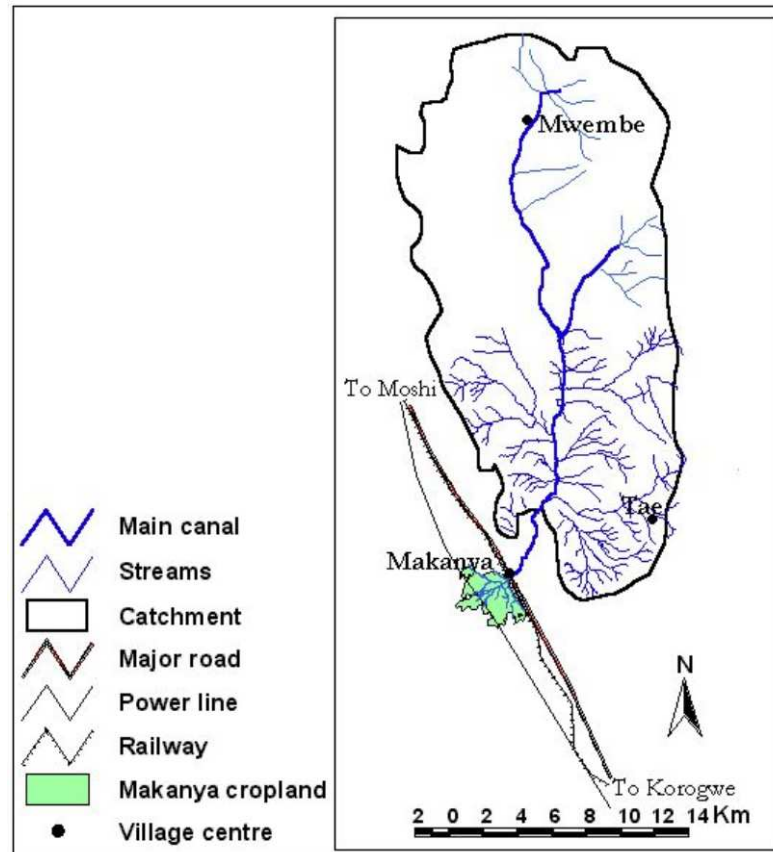 Mwembe
To Moshi
Tae
Makanya
N
To Korogwe
2 0 2 4 6 8 10 12 14 Km
Main canal
Streams
Catchment
Major road
Power line
Railway
Makanya cropland
Village centre